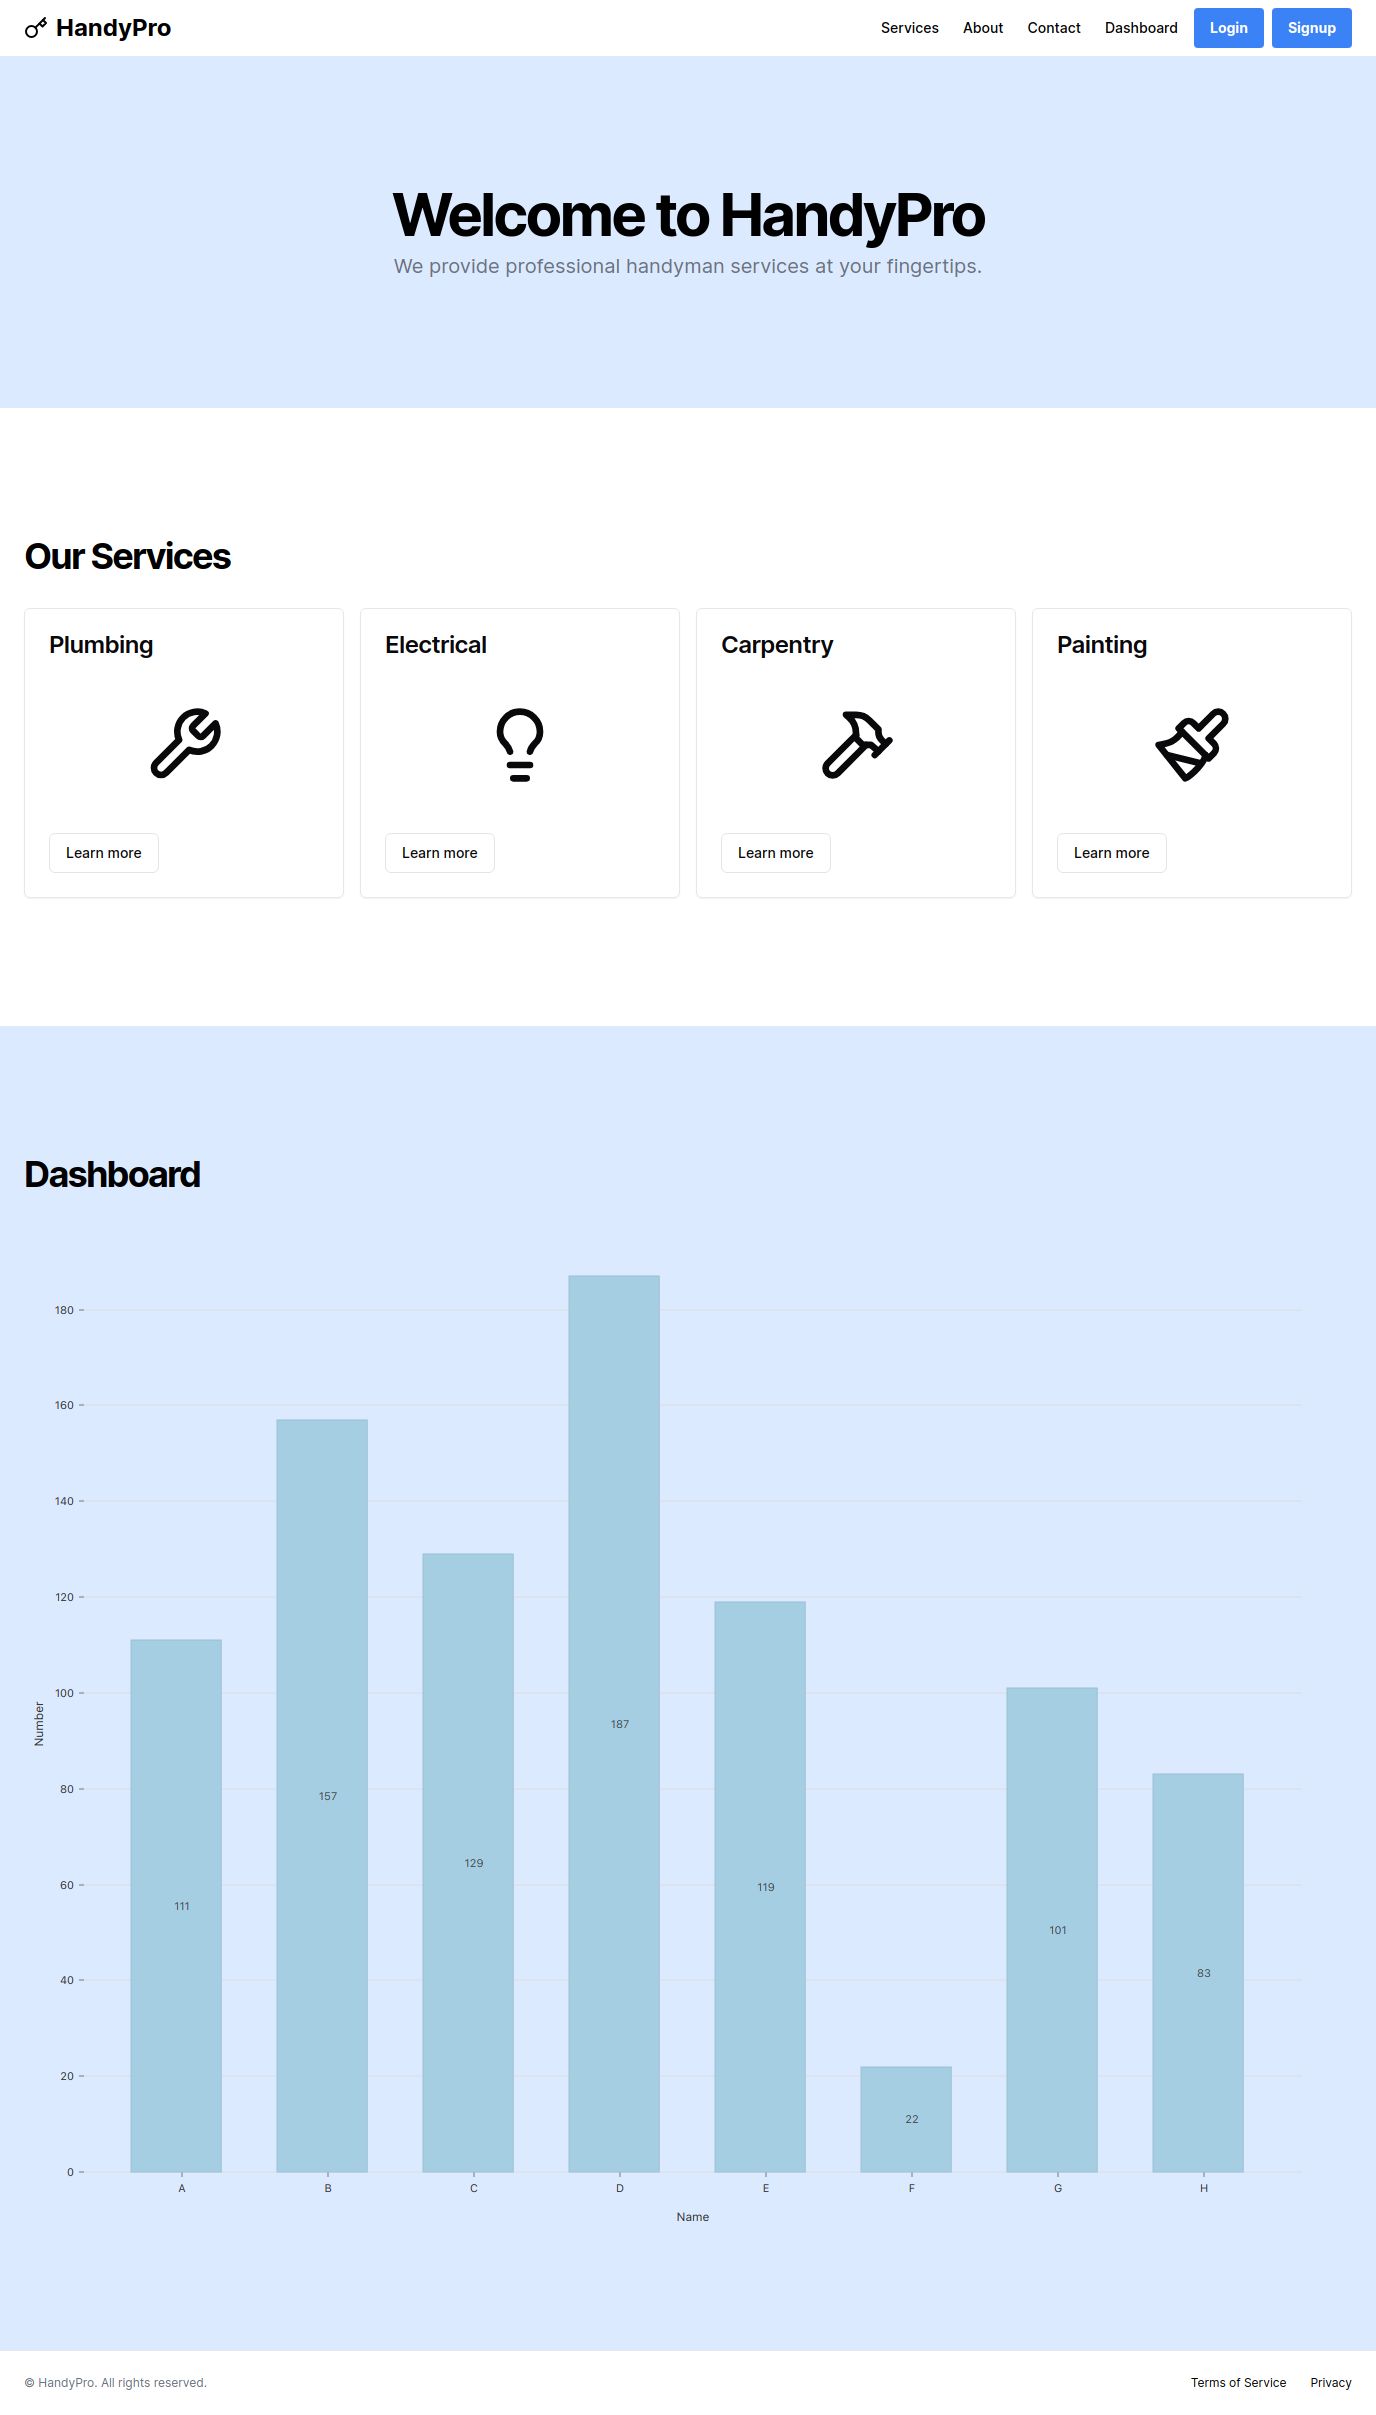 HandyPro
Services About Contact Dashboard Login Signup
Welcome to HandyPro
We provide professional handyman services at your fingertips.
Our Services
Plumbing
Learn more
Electrical
Learn more
Carpentry
Learn more
Painting
Learn more
Dashboard
Number
180
160
140
120
100
80
60
40
20
0
111
157
129
187
119
22
101
83
A B C D E F G H
Name
© HandyPro. All rights reserved.
Terms of Service Privacy